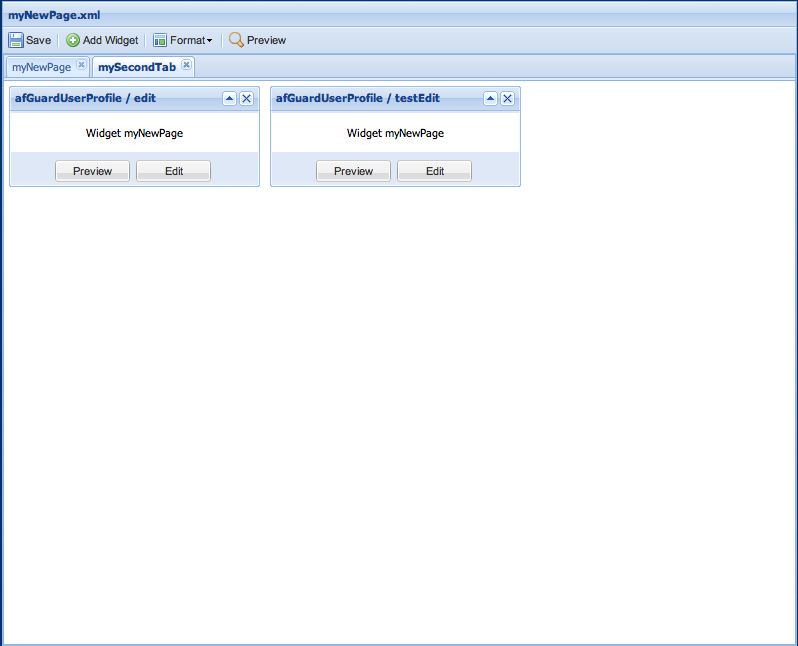 myNewPage.xml
Save Add Widget Format Preview
myNewPage mySecondTab
afGuardUserProfile / edit
Widget myNewPage
Preview Edit
afGuardUserProfile / testEdit
Widget myNewPage
Preview Edit